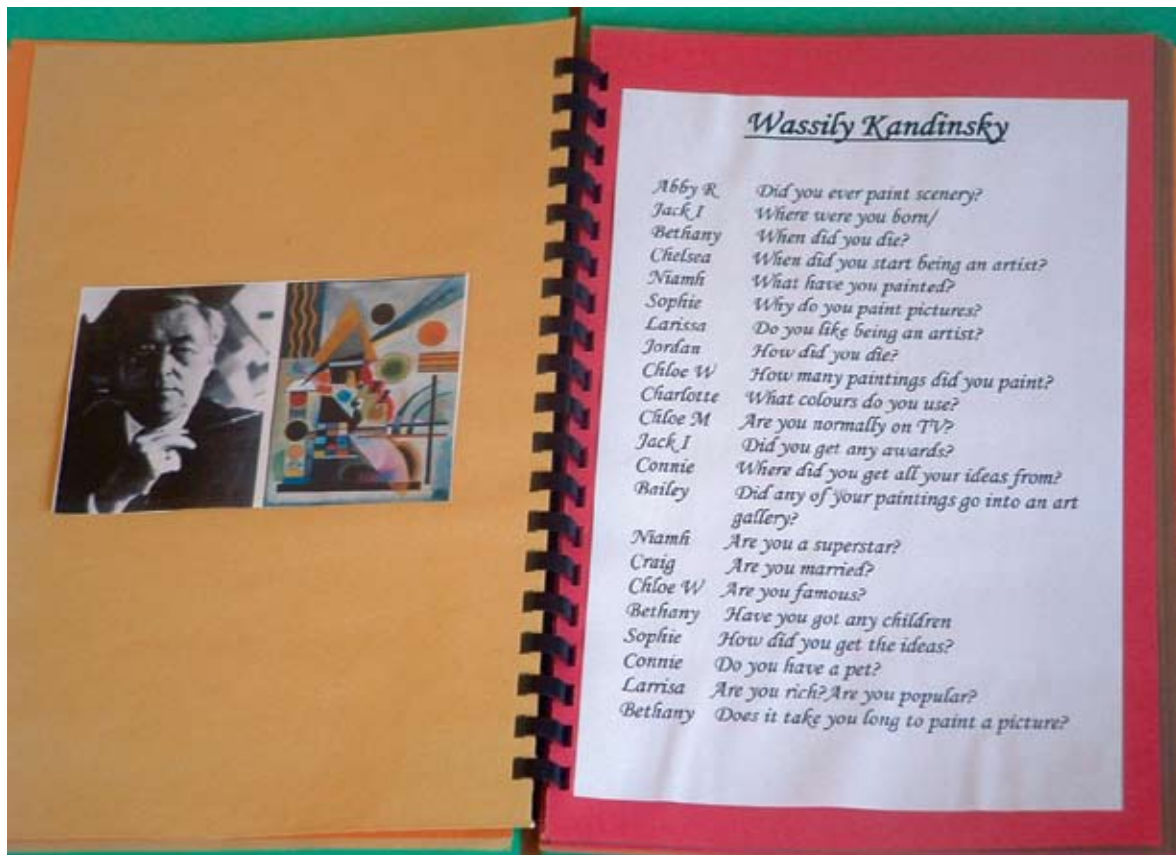 Wassily Kandinsky
Abby R Did you ever paint scenery?
Jack I Where were you born/
Bethany When did you die?
Chelsea When did you start being an artist?
Niamh What have you painted?
Sophie Why do you paint pictures?
Larissa Do you like being an artist?
Jordan How did you die?
Chloe W How many paintings did you paint?
Charlotte What colours do you use?
Chloe M Are you normally on TV?
Jack I Did you get any awards?
Connie Where did you get all your ideas from?
Bailey Did any of your paintings go into an art
gallery?
Niamh Are you a superstar?
Craig Are you married?
Chloe W Are you famous?
Bethany Have you got any children
Sophie How did you get the ideas?
Connie Do you have a pet?
Larrisa Are you rich?Are you popular?
Bethany Does it take you long to paint a picture?